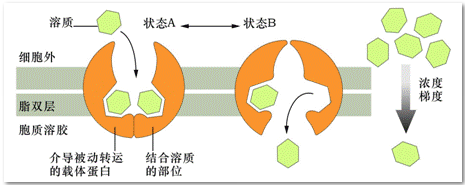 溶质
状态A
状态B
细胞外
浓度
梯度
脂双层
胞质溶胶
介导被动转运
的载体蛋白
结合溶质
的部位